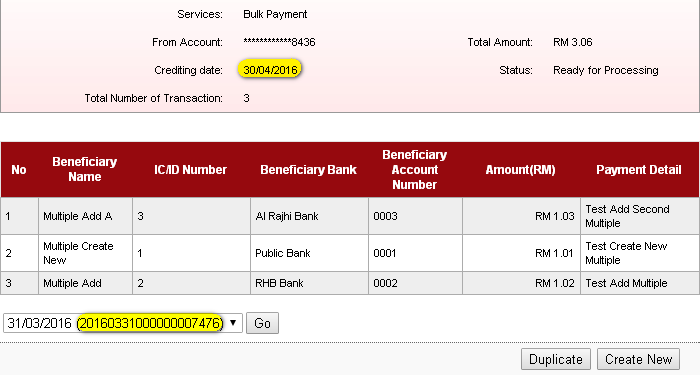 Services: Bulk Payment
From Account: ************8436 Total Amount: RM 3.06
Crediting date: 30/04/2016 Status: Ready for Processing
Total Number of Transaction: 3
No Beneficiary Name IC/ID Number Beneficiary Bank Beneficiary Account Number Amount(RM) Payment Detail
1 Multiple Add A 3 Al Rajhi Bank 0003 RM 1.03 Test Add Second Multiple
2 Multiple Create New 1 Public Bank 0001 RM 1.01 Test Create New Multiple
3 Multiple Add 2 RHB Bank 0002 RM 1.02 Test Add Multiple
31/03/2016 (20160331000000007476) Go
Duplicate Create New